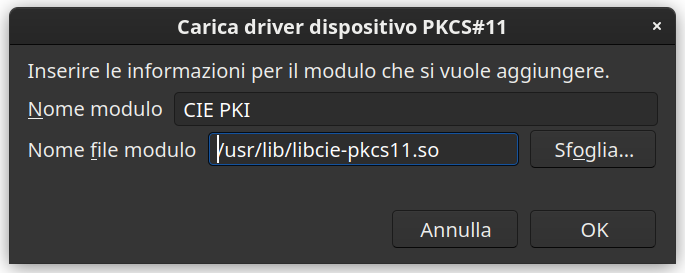 Carica driver dispositivo PKCS#11 ×
Inserire le informazioni per il modulo che si vuole aggiungere.
Nome modulo CIE PKI
Nome file modulo /usr/lib/libcie-pkcs11.so Sfoglia...
Annulla OK